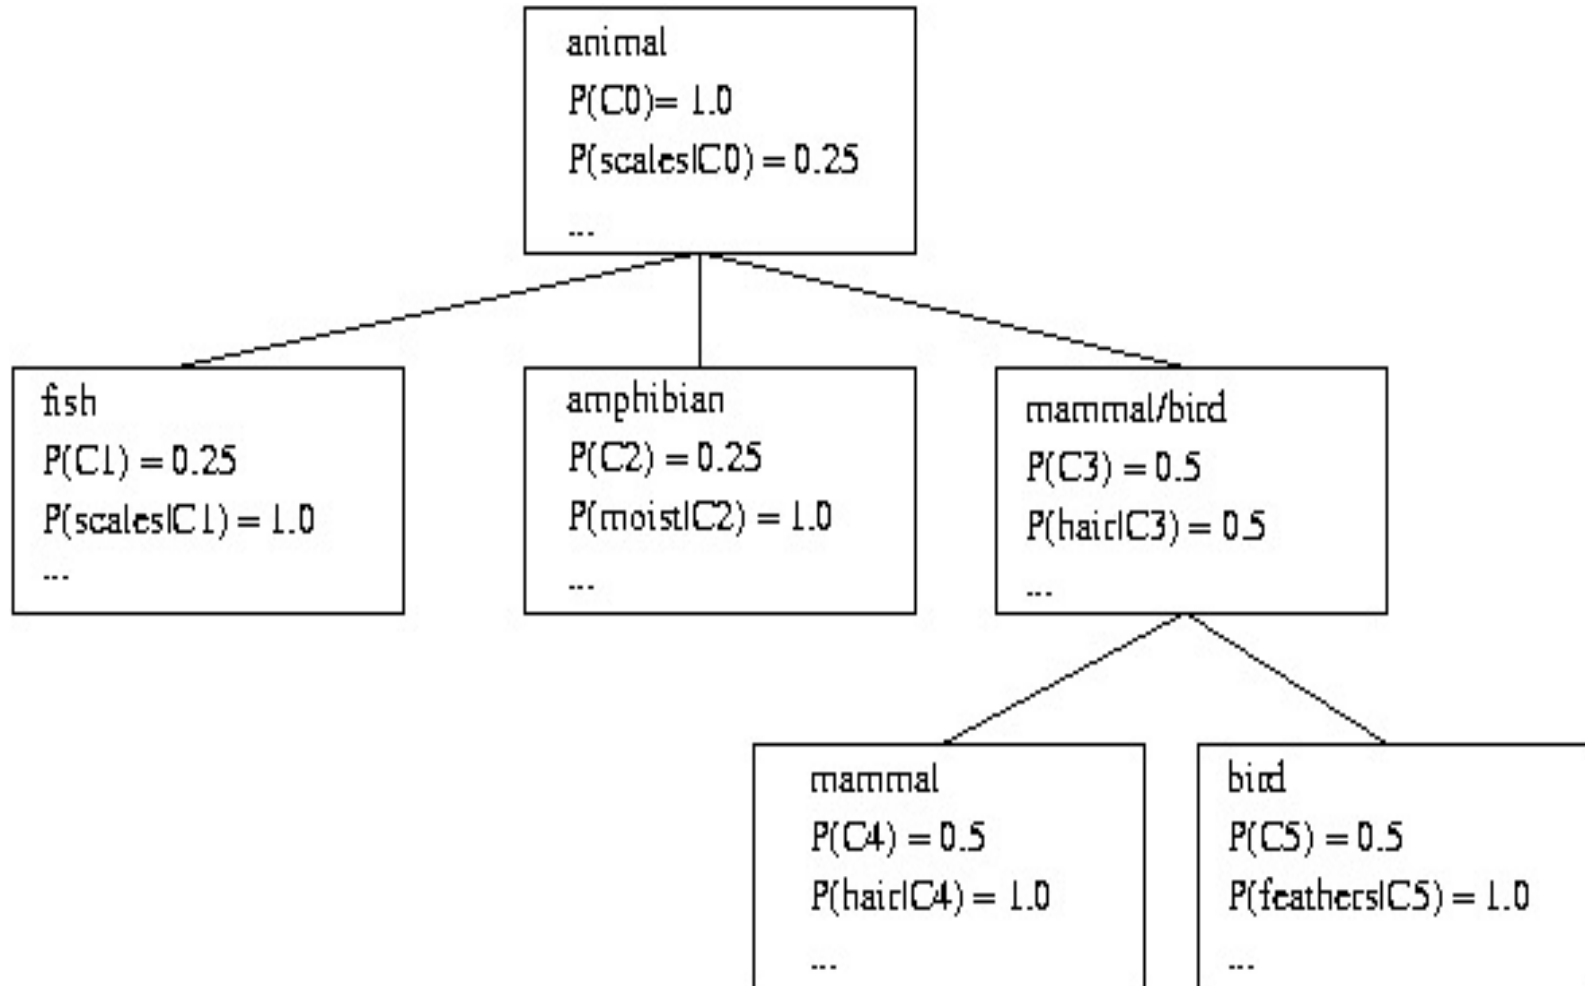 animal
P(C0)= 1.0
P(scales|C0) = 0.25
...
fish
P(C1) = 0.25
P(scales|C1) = 1.0
...
amphibian
P(C2) = 0.25
P(moist|C2) = 1.0
...
mammal/bird
P(C3) = 0.5
P(hair|C3) = 0.5
...
mammal
P(C4) = 0.5
P(hair|C4) = 1.0
...
bird
P(C5) = 0.5
P(feathers|C5) = 1.0
...